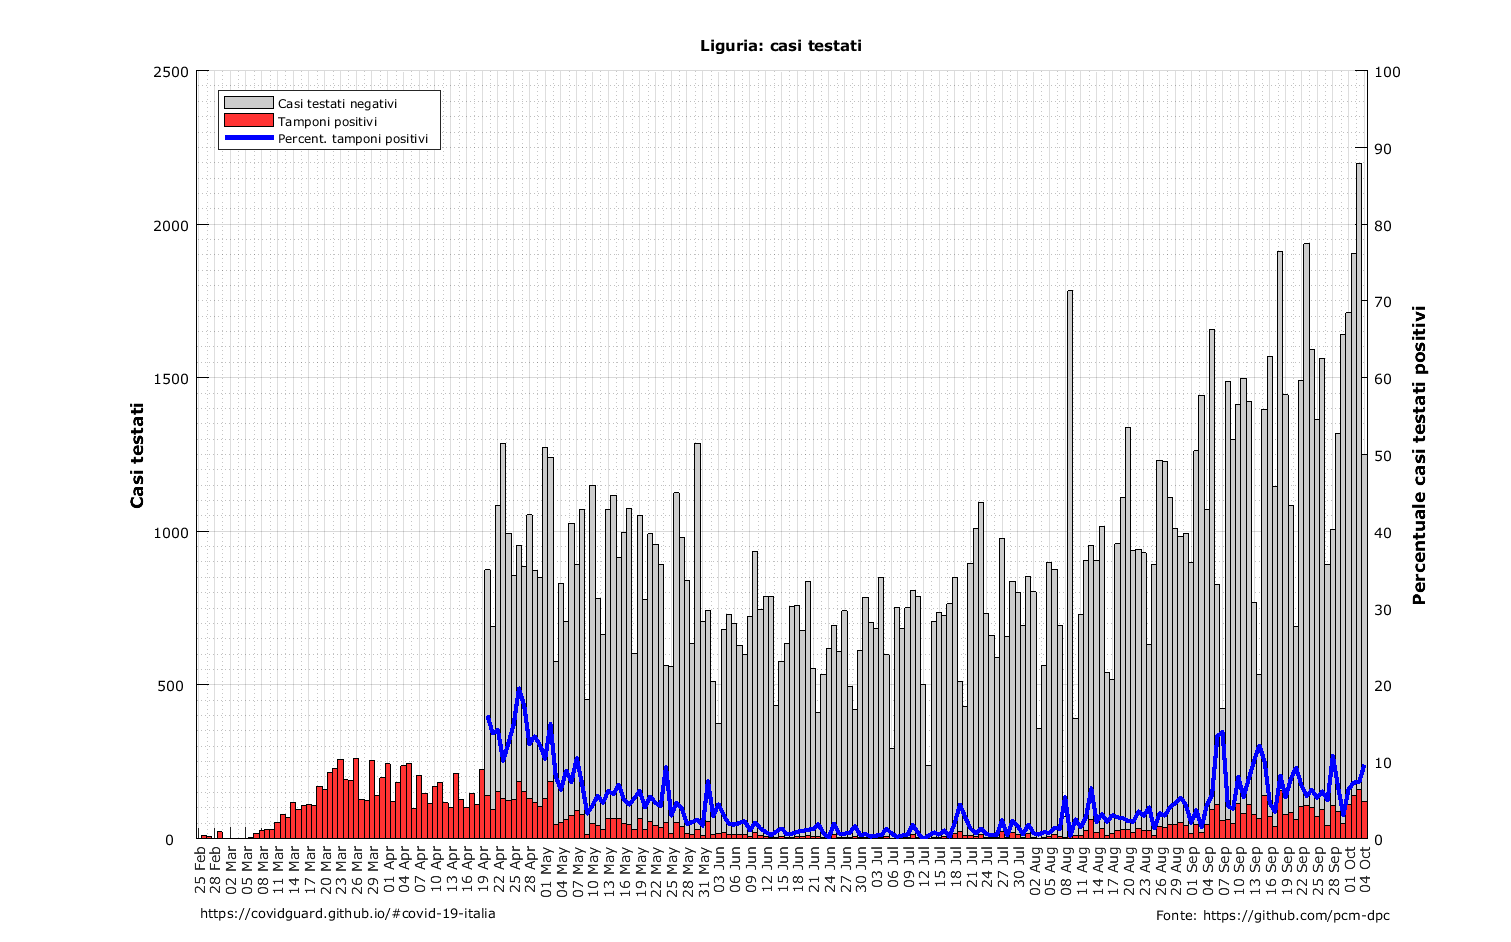 Liguria: casi testati
Casi testati negativi
Tamponi positivi
Percent. tamponi positivi
Casi testati
2500
2000
1500
1000
500
0
Percentuale casi testati positivi
100
90
80
70
60
50
40
30
20
10
0
25 Feb
28 Feb
02 Mar
05 Mar
08 Mar
11 Mar
14 Mar
17 Mar
20 Mar
23 Mar
26 Mar
29 Mar
01 Apr
04 Apr
07 Apr
10 Apr
13 Apr
16 Apr
19 Apr
22 Apr
25 Apr
28 Apr
01 May
04 May
07 May
10 May
13 May
16 May
19 May
22 May
25 May
28 May
31 May
03 Jun
06 Jun
09 Jun
12 Jun
15 Jun
18 Jun
21 Jun
24 Jun
27 Jun
30 Jun
03 Jul
06 Jul
09 Jul
12 Jul
15 Jul
18 Jul
21 Jul
24 Jul
27 Jul
30 Jul
02 Aug
05 Aug
08 Aug
11 Aug
14 Aug
17 Aug
20 Aug
23 Aug
26 Aug
29 Aug
01 Sep
04 Sep
07 Sep
10 Sep
13 Sep
16 Sep
19 Sep
22 Sep
25 Sep
28 Sep
01 Oct
04 Oct
https://covidguard.github.io/#covid-19-italia
Fonte: https://github.com/pcm-dpc